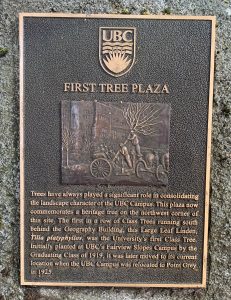 UBC
FIRST TREE PLAZA
Trees have always played a significant role in consolidating
the landscape character of the UBC Campus. This plaza now
commemorates a heritage tree on the northwest corner of
this site. The first in a row of Class Trees running south
behind the Geography Building, this Large Leaf Linden,
Tilia platyphyllos, was the University's first Class Tree.
Initially planted at UBC's Fairview Slopes Campus by the
Graduating Class of 1919, it was later moved to its current
location when the UBC Campus was relocated to Point Grey
in 1925.